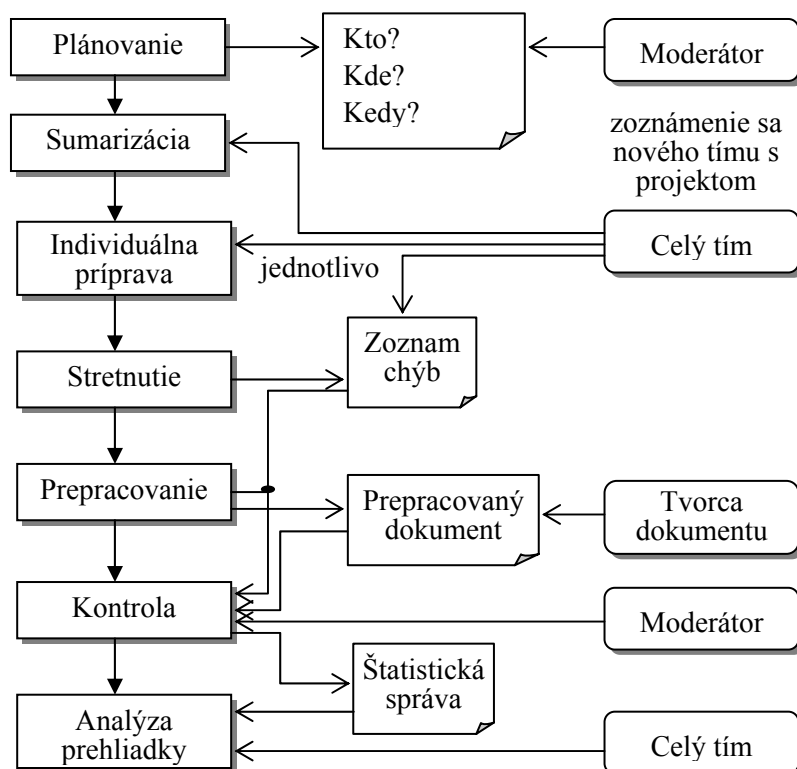 Plánovanie
Kto?
Kde?
Kedy?
Moderátor
Sumarizácia
zoznámenie sa
nového tímu s
projektom
Individuálna
príprava
jednotlivo
Celý tím
Stretnutie
Zoznam
chýb
Prepracovanie
Prepracovaný
dokument
Tvorca
dokumentu
Kontrola
Moderátor
Štatistická
správa
Analýza
prehliadky
Celý tím